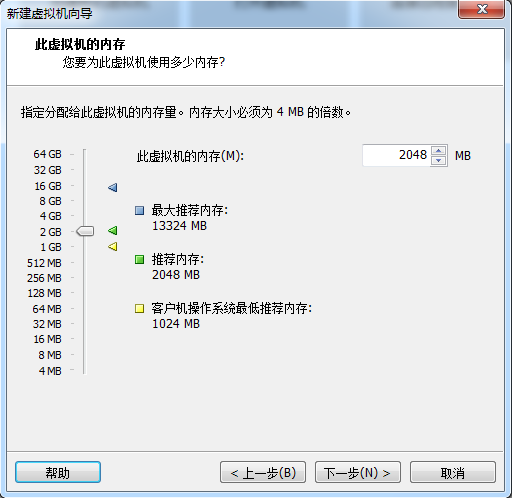 新建虚拟机向导
此虚拟机的内存
您要为此虚拟机使用多少内存?
指定分配给此虚拟机的内存量。内存大小必须为 4 MB 的倍数。
此虚拟机的内存(M): 2048 MB
64 GB
32 GB
16 GB
8 GB
4 GB
2 GB
1 GB
512 MB
256 MB
128 MB
64 MB
32 MB
16 MB
8 MB
4 MB
最大推荐内存:
13324 MB
推荐内存:
2048 MB
客户机操作系统最低推荐内存:
1024 MB
帮助 < 上一步(B) 下一步(N) > 取消